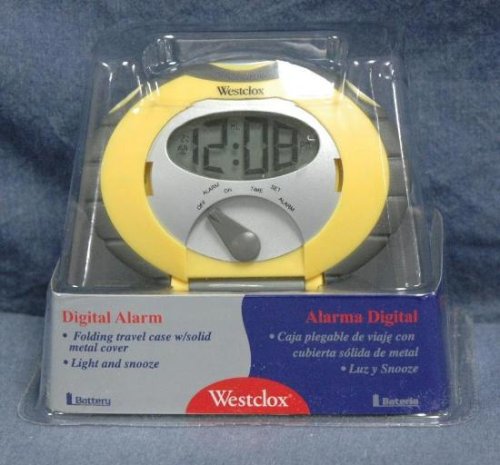 Westclox
12:08
ALARM
OFF
ON
TIME
SET
ALARM
Digital Alarm
• Folding travel case w/solid
metal cover
• Light and snooze
Battery
Alarma Digital
• Caja plegable de viaje con
cubierta sólida de metal
• Luz y Snooze
Batería
Westclox®